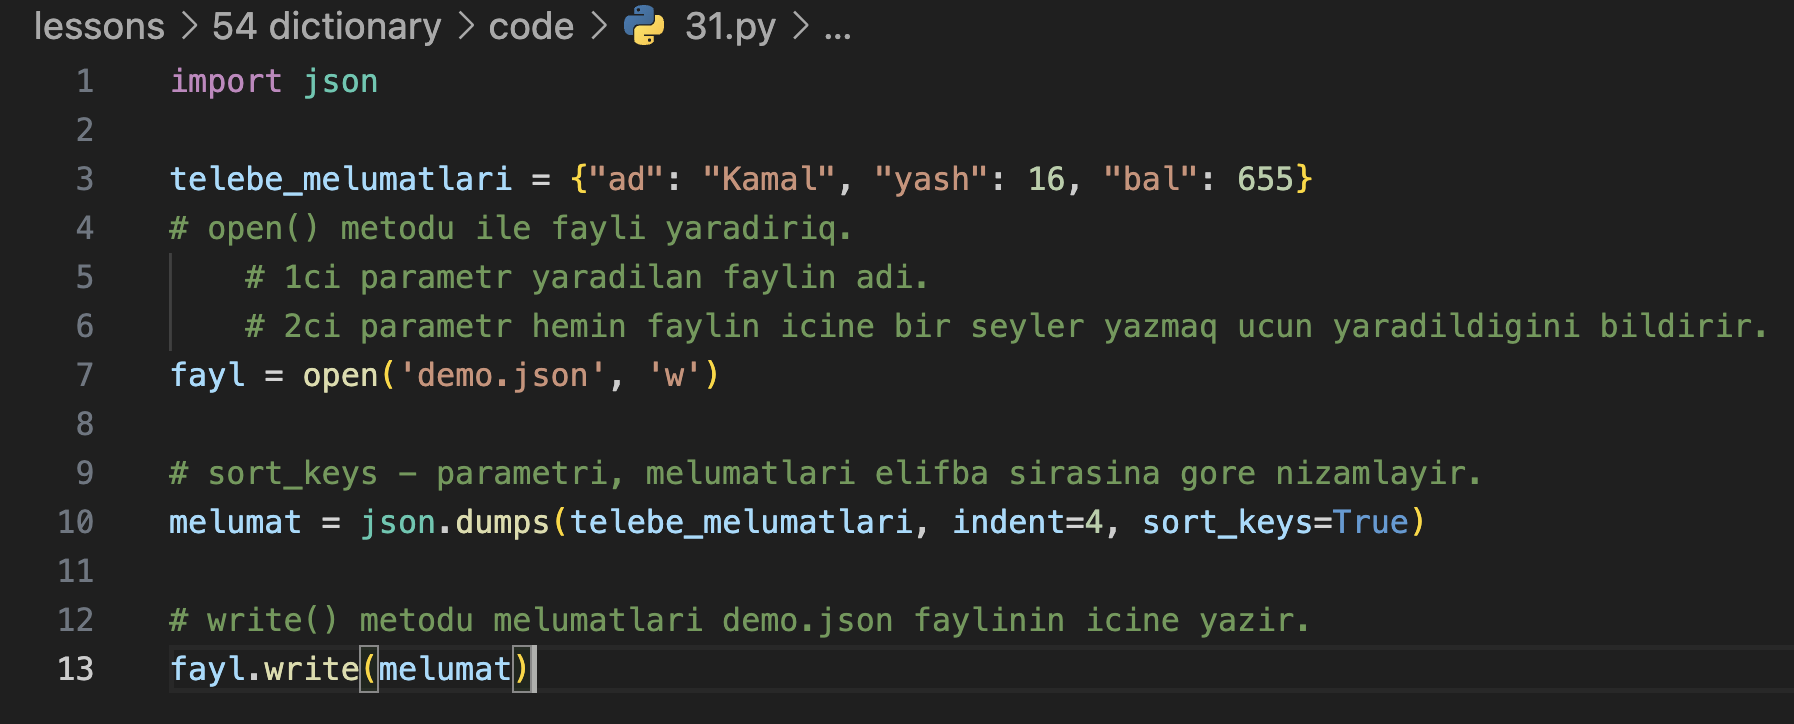 lessons > 54 dictionary > code > 31.py > ...
1 import json
2
3 telebe_melumatlari = {"ad": "Kamal", "yash": 16, "bal": 655}
4 # open() metodu ile fayli yaradiriq.
5     # 1ci parametr yaradilan faylin adi.
6     # 2ci parametr hemin faylin icine bir seyler yazmaq ucun yaradildigini bildirir.
7 fayl = open('demo.json', 'w')
8
9 # sort_keys - parametri, melumatlari elifba sirasina gore nizamlayir.
10 melumat = json.dumps(telebe_melumatlari, indent=4, sort_keys=True)
11
12 # write() metodu melumatlari demo.json faylinin icine yazir.
13 fayl.write(melumat)